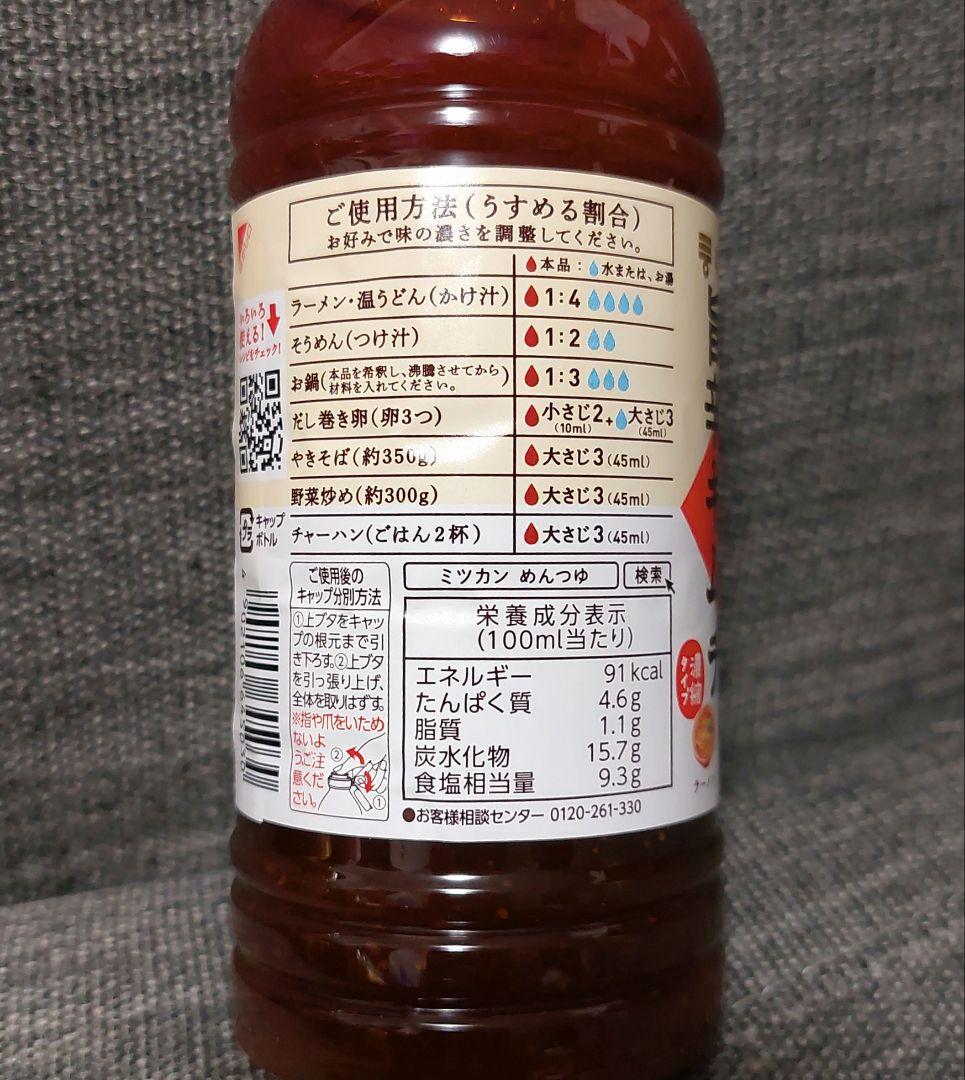 ご使用方法(うすめる割合)
お好みで味の濃さを調整してください。
本品:水または、お湯
ラーメン・温うどん(かけ汁) 1:4
そうめん(つけ汁) 1:2
お鍋(本品を希釈し、沸騰させてから材料を入れてください。) 1:3
だし巻き卵(卵3つ) 小さじ2(10ml)+大さじ3(45ml)
やきそば(約350g) 大さじ3(45ml)
野菜炒め(約300g) 大さじ3(45ml)
チャーハン(ごはん2杯) 大さじ3(45ml)
いろいろ
使える!
レシピをチェック!
プラ
キャップ
ボトル
ご使用後の
キャップ分別方法
①上ブタをキャッ
プの根元まで引
き下ろす。②上ブタ
を引っ張り上げ、
全体を取りはずす。
※指や爪をいため
ないよ
うご注
意くだ
さい。
②
①
ミツカン めんつゆ 検索
栄養成分表示
(100ml当たり)
エネルギー 91kcal
たんぱく質 4.6g
脂質 1.1g
炭水化物 15.7g
食塩相当量 9.3g
●お客様相談センター 0120-261-330
濃縮
タイプ